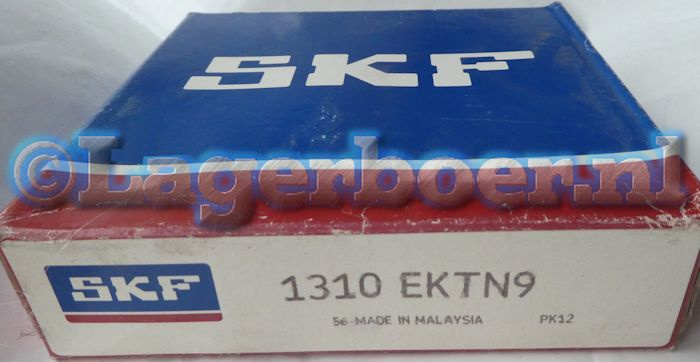 SKF
©Lagerboer.nl
SKF 1310 EKTN9
56 MADE IN MALAYSIA PK12